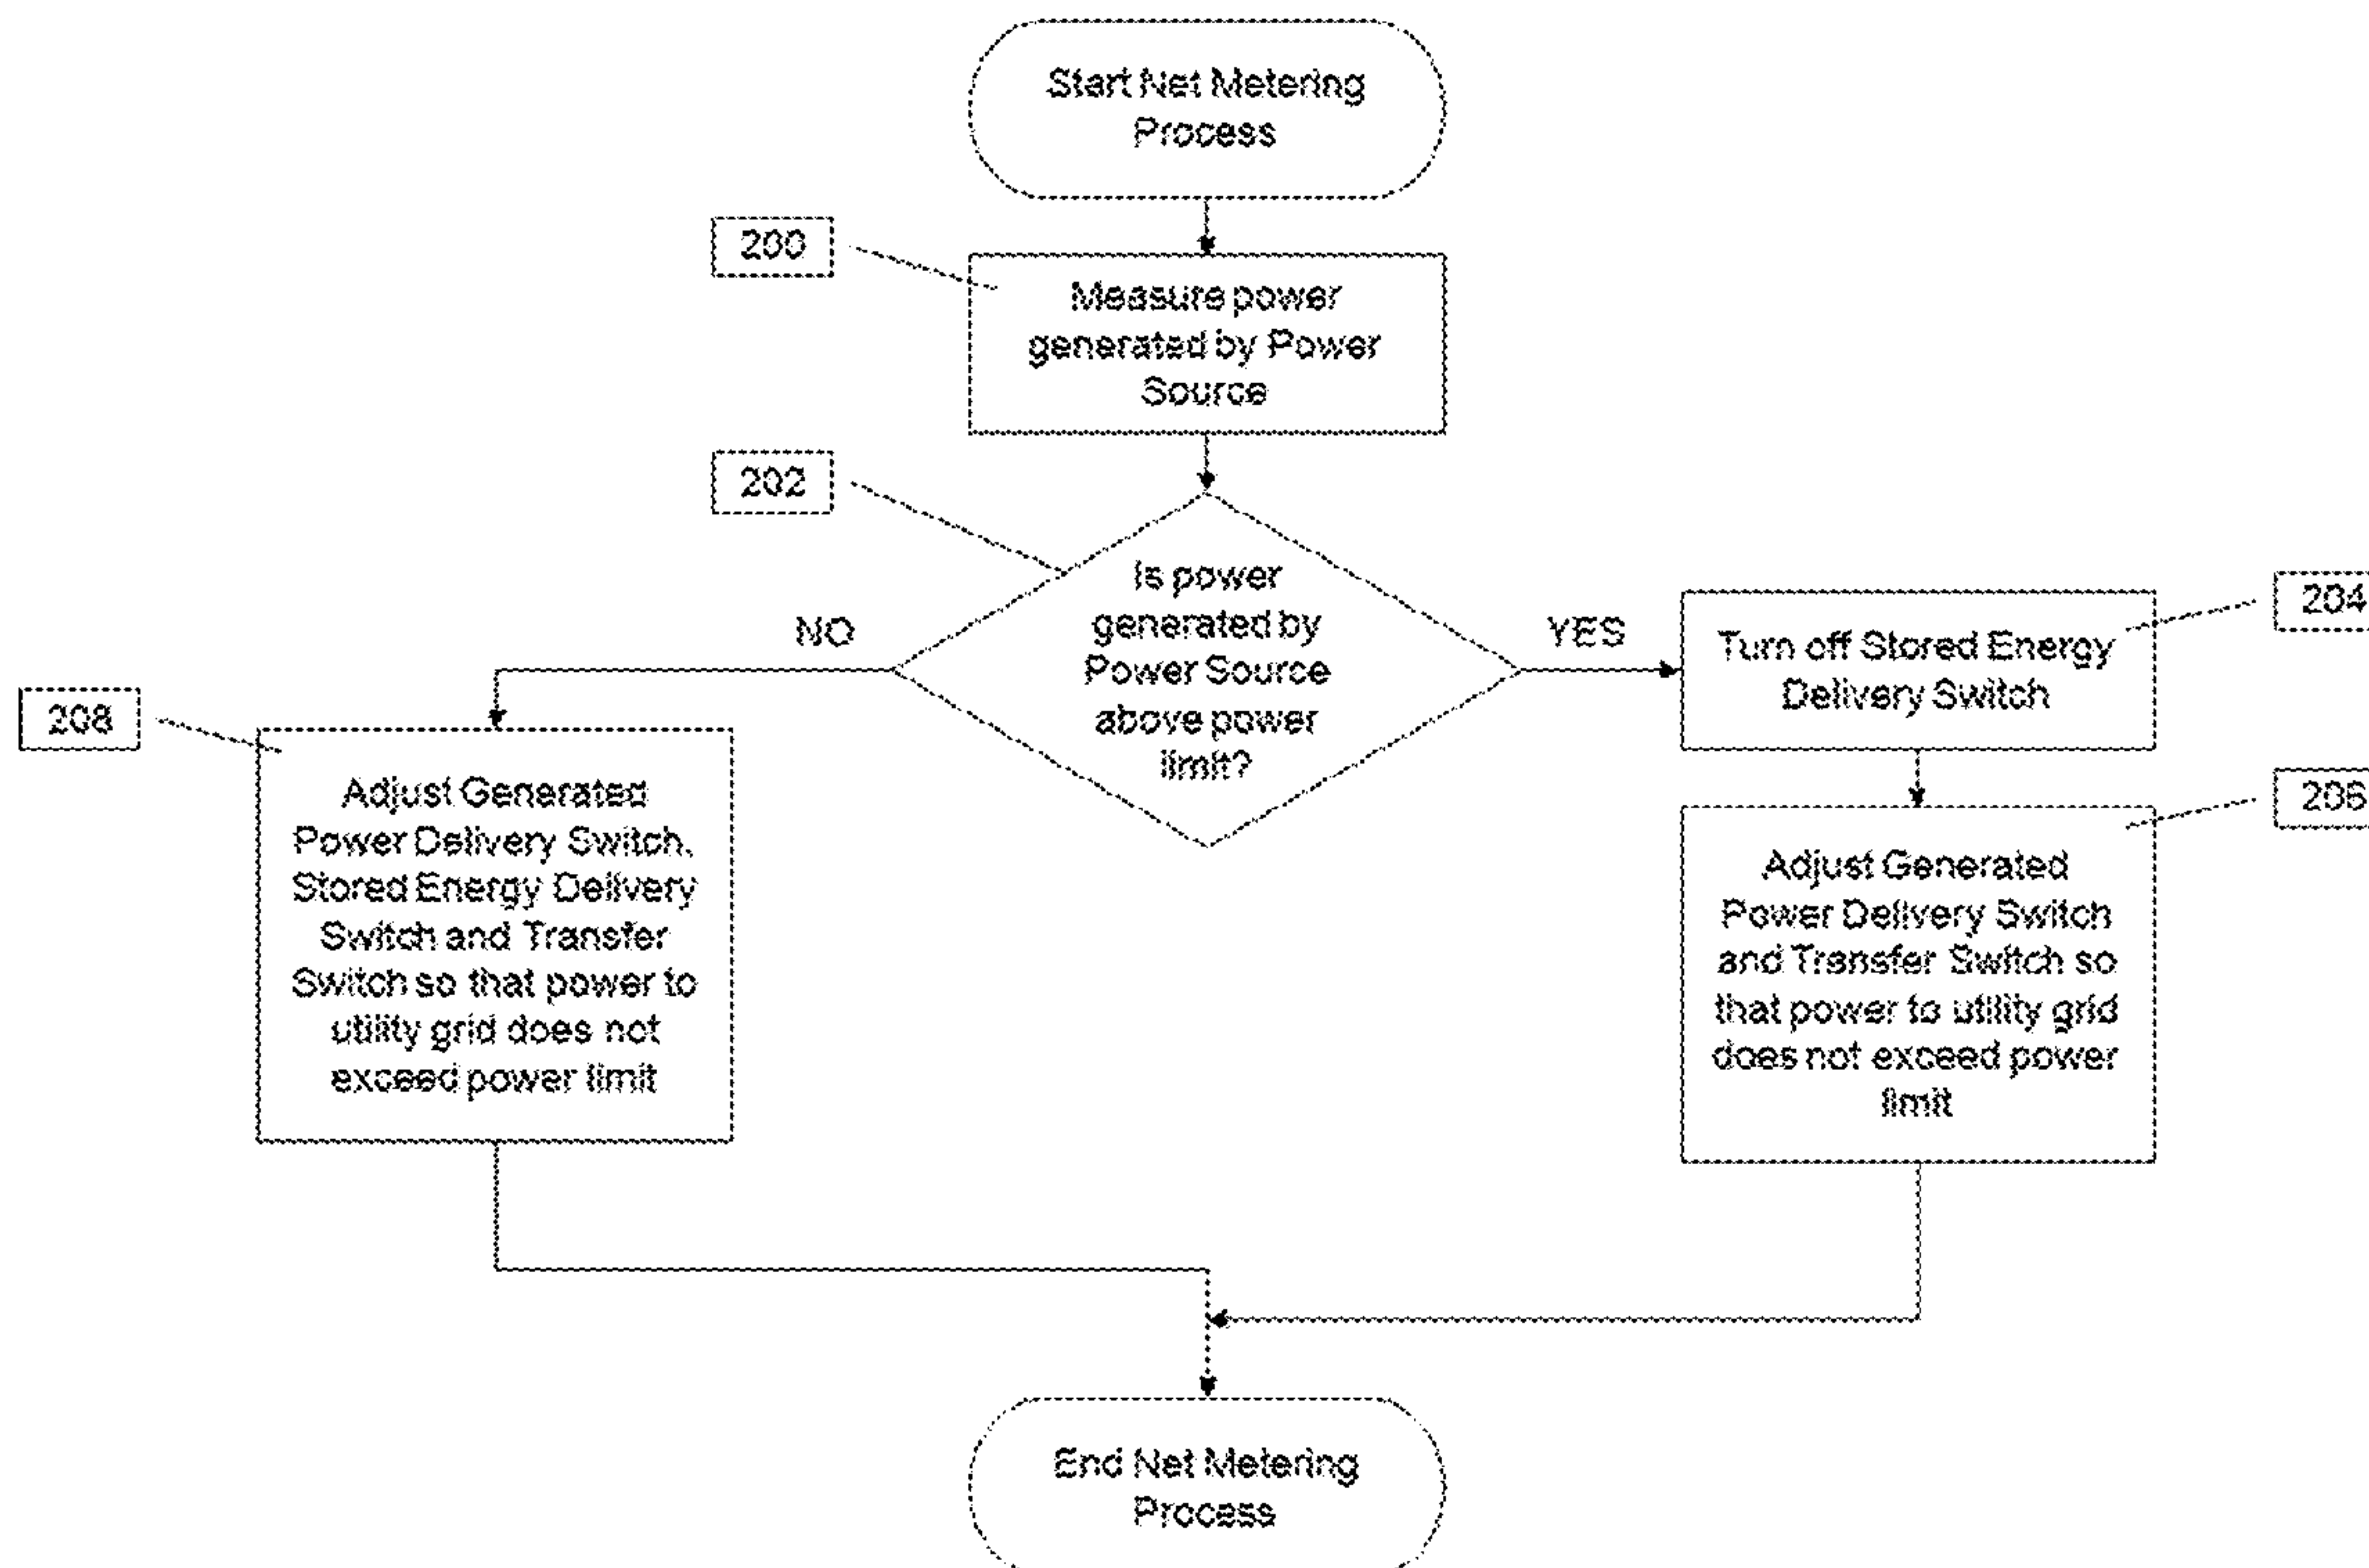 Start Net Metering
Process
200
Measure power
generated by Power
Source
202
Is power
generated by
Power Source
above power
limit?
NO
YES
204
Turn off Stored Energy
Delivery Switch
208
Adjust Generated
Power Delivery Switch,
Stored Energy Delivery
Switch and Transfer
Switch so that power to
utility grid does not
exceed power limit
206
Adjust Generated
Power Delivery Switch
and Transfer Switch so
that power to utility grid
does not exceed power
limit
End Net Metering
Process